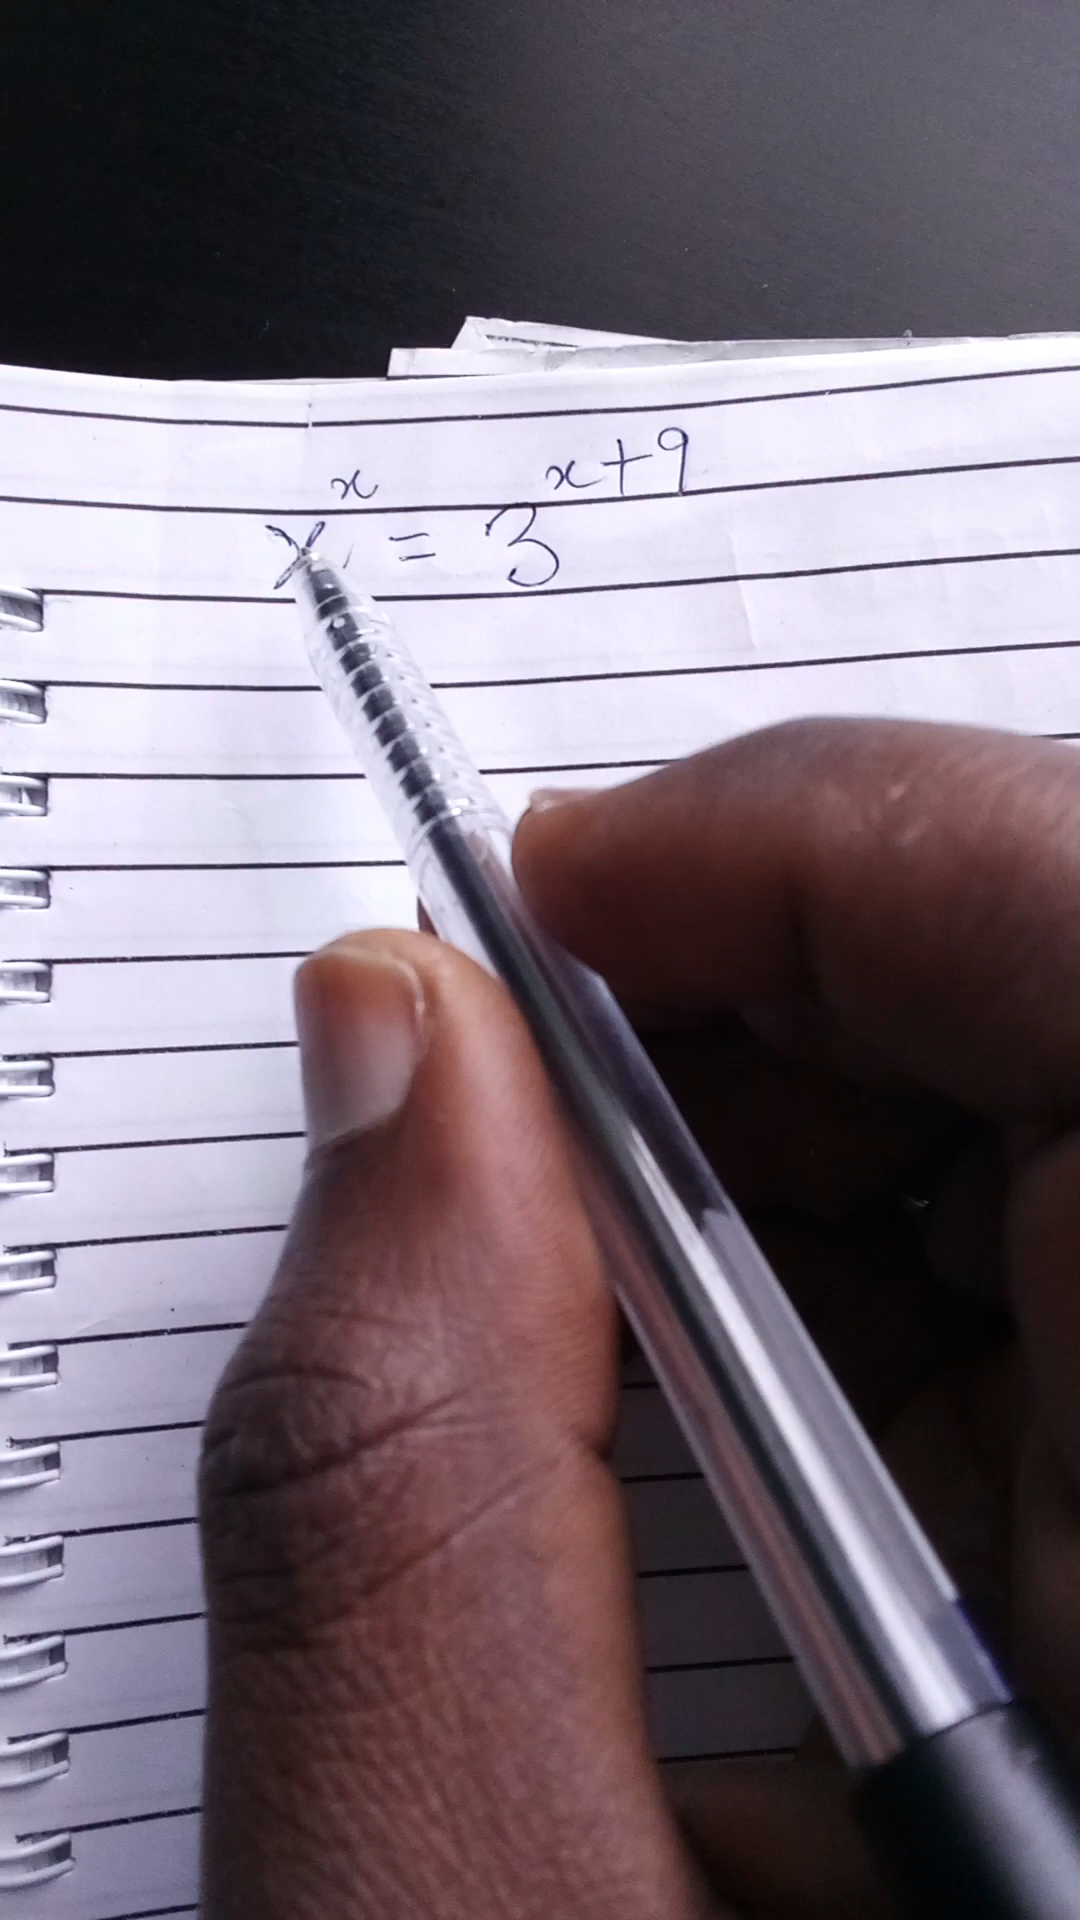 x^x = 3^{x+9}